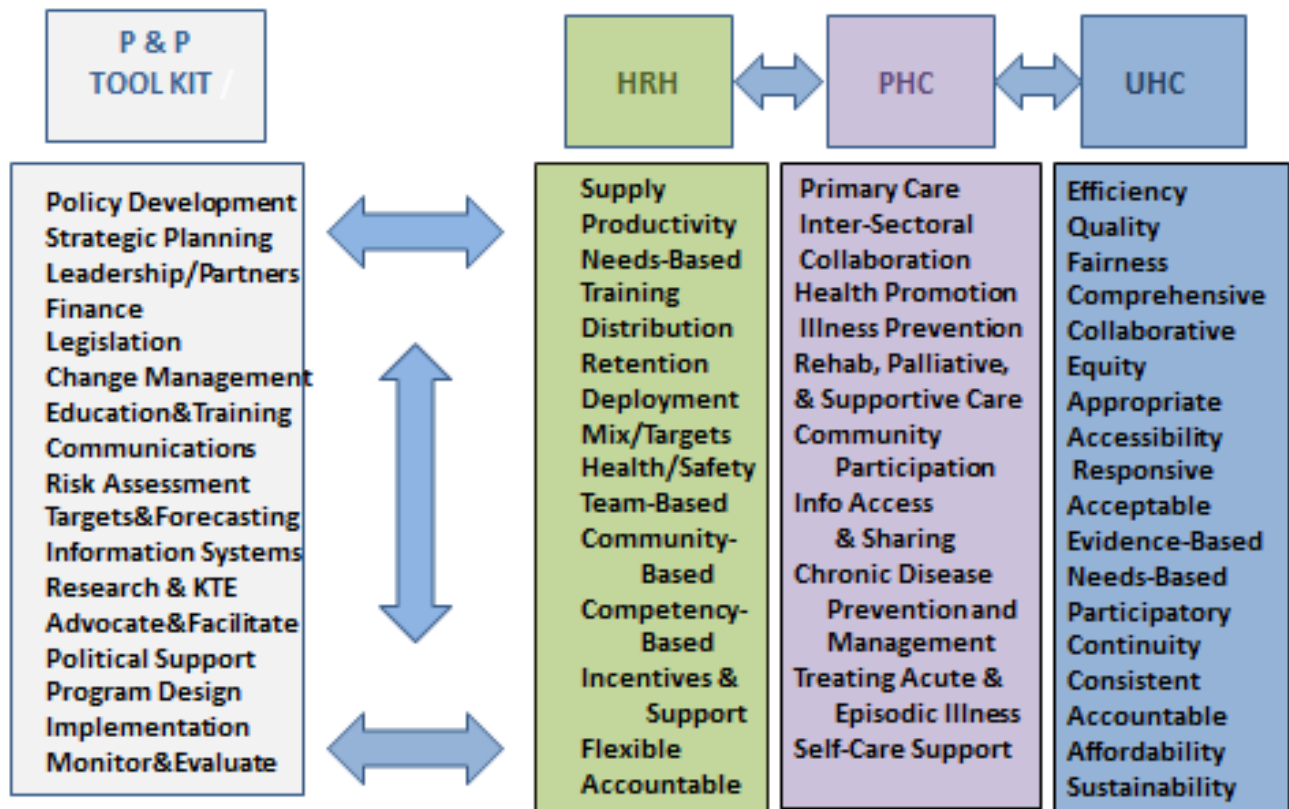 P & P
TOOL KIT /
HRH
PHC
UHC
Policy Development
Strategic Planning
Leadership/Partners
Finance
Legislation
Change Management
Education&Training
Communications
Risk Assessment
Targets&Forecasting
Information Systems
Research & KTE
Advocate&Facilitate
Political Support
Program Design
Implementation
Monitor&Evaluate
Supply
Productivity
Needs-Based
Training
Distribution
Retention
Deployment
Mix/Targets
Health/Safety
Team-Based
Community-
Based
Competency-
Based
Incentives &
Support
Flexible
Accountable
Primary Care
Inter-Sectoral
Collaboration
Health Promotion
Illness Prevention
Rehab, Palliative,
& Supportive Care
Community
Participation
Info Access
& Sharing
Chronic Disease
Prevention and
Management
Treating Acute &
Episodic Illness
Self-Care Support
Efficiency
Quality
Fairness
Comprehensive
Collaborative
Equity
Appropriate
Accessibility
Responsive
Acceptable
Evidence-Based
Needs-Based
Participatory
Continuity
Consistent
Accountable
Affordability
Sustainability